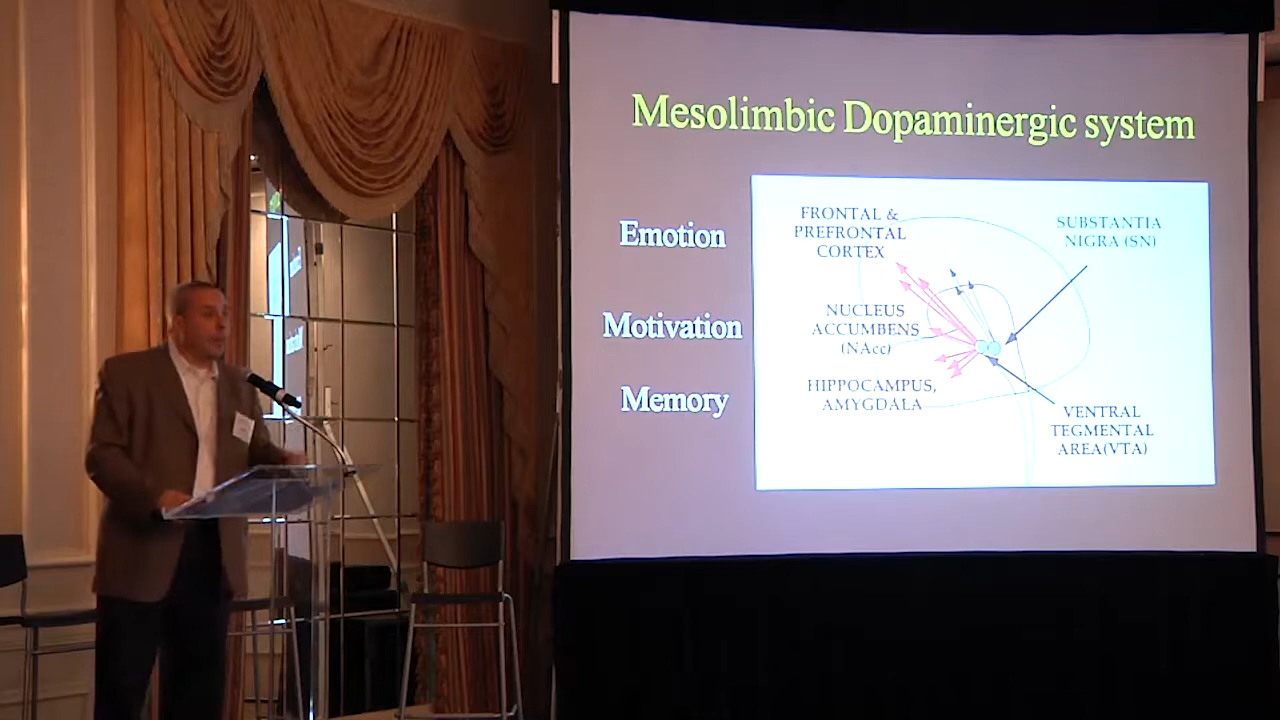 Mesolimbic Dopaminergic system
Emotion
Motivation
Memory
FRONTAL &
PREFRONTAL
CORTEX
NUCLEUS
ACCUMBENS
(NAcc)
HIPPOCAMPUS,
AMYGDALA
SUBSTANTIA
NIGRA (SN)
VENTRAL
TEGMENTAL
AREA(VTA)